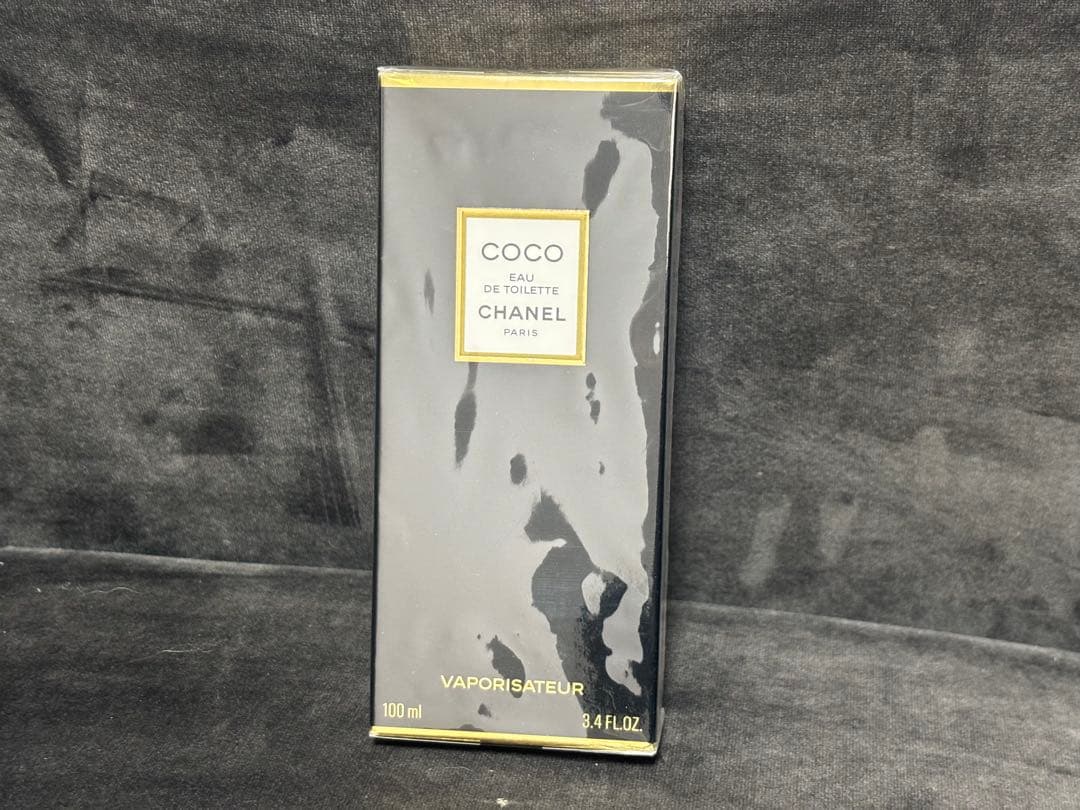 COCO
EAU
DE TOILETTE
CHANEL
PARIS
VAPORISATEUR
100 ml
3.4 FL.OZ.